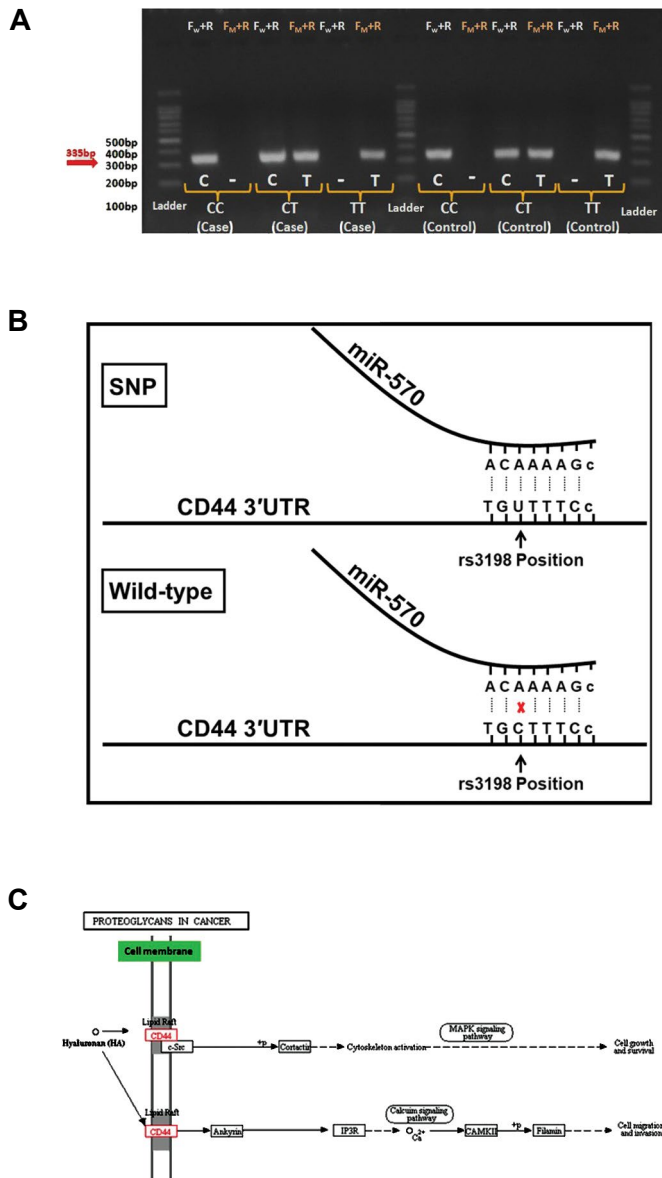 A
Fw+R FM+R Fw+R FM+R Fw+R FM+R Fw+R FM+R Fw+R FM+R Fw+R FM+R
335bp
500bp
400bp
300bp
200bp
100bp
C - C T - T C - C T - T
Ladder CC CT TT Ladder CC CT TT Ladder
(Case) (Case) (Case) (Control) (Control) (Control)
B
SNP
miR-570
A C A A A A G c
T G U T T T C c
CD44 3′UTR
rs3198 Position
Wild-type
miR-570
A C A A A A G c
X
T G C T T T C c
CD44 3′UTR
rs3198 Position
C
PROTEOGLYCANS IN CANCER
Cell membrane
Lipid Raft
Hyaluronan (HA)
CD44
c-Src
+p
Cortactin
Cytoskeleton activation
MAPK signaling
pathway
Cell growth
and survival
Lipid Raft
CD44
Ankyrin
IP3R
Calcuim signaling
pathway
Ca2+
CAMKII
+p
Filamin
Cell migration
and invasion